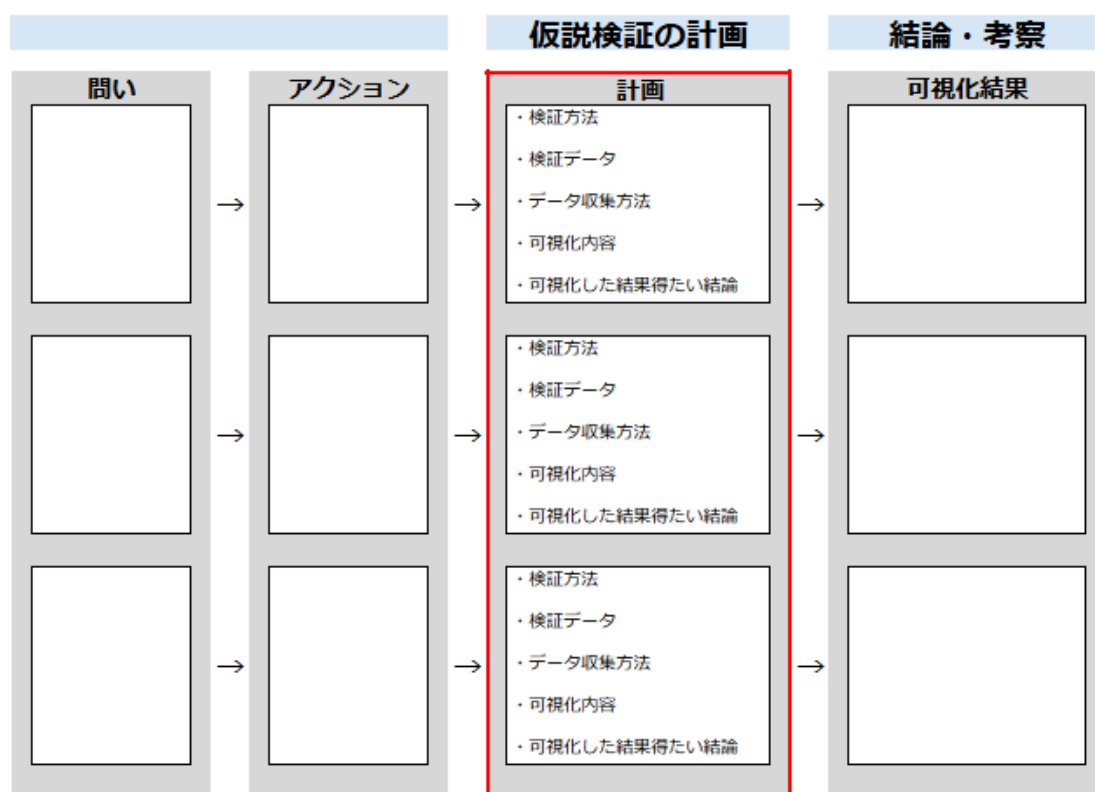 仮説検証の計画
結論・考察
問い
アクション
計画
可視化結果
→
→
・検証方法
・検証データ
・データ収集方法
・可視化内容
・可視化した結果得たい結論
→
→
→
・検証方法
・検証データ
・データ収集方法
・可視化内容
・可視化した結果得たい結論
→
→
→
・検証方法
・検証データ
・データ収集方法
・可視化内容
・可視化した結果得たい結論
→